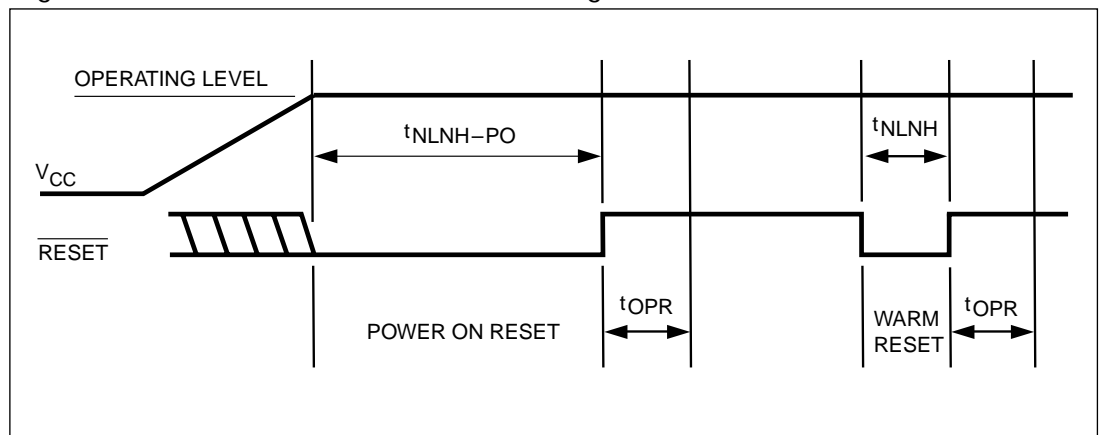 OPERATING LEVEL
tNLNH–PO
tNLNH
VCC
RESET
tOPR
tOPR
POWER ON RESET
WARM
RESET